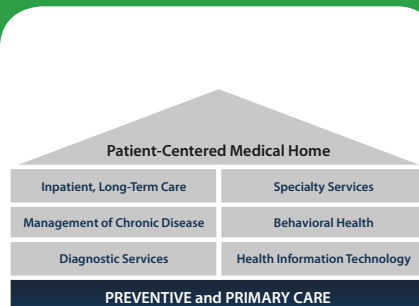 Patient-Centered Medical Home
Inpatient, Long-Term Care
Specialty Services
Management of Chronic Disease
Behavioral Health
Diagnostic Services
Health Information Technology
PREVENTIVE and PRIMARY CARE